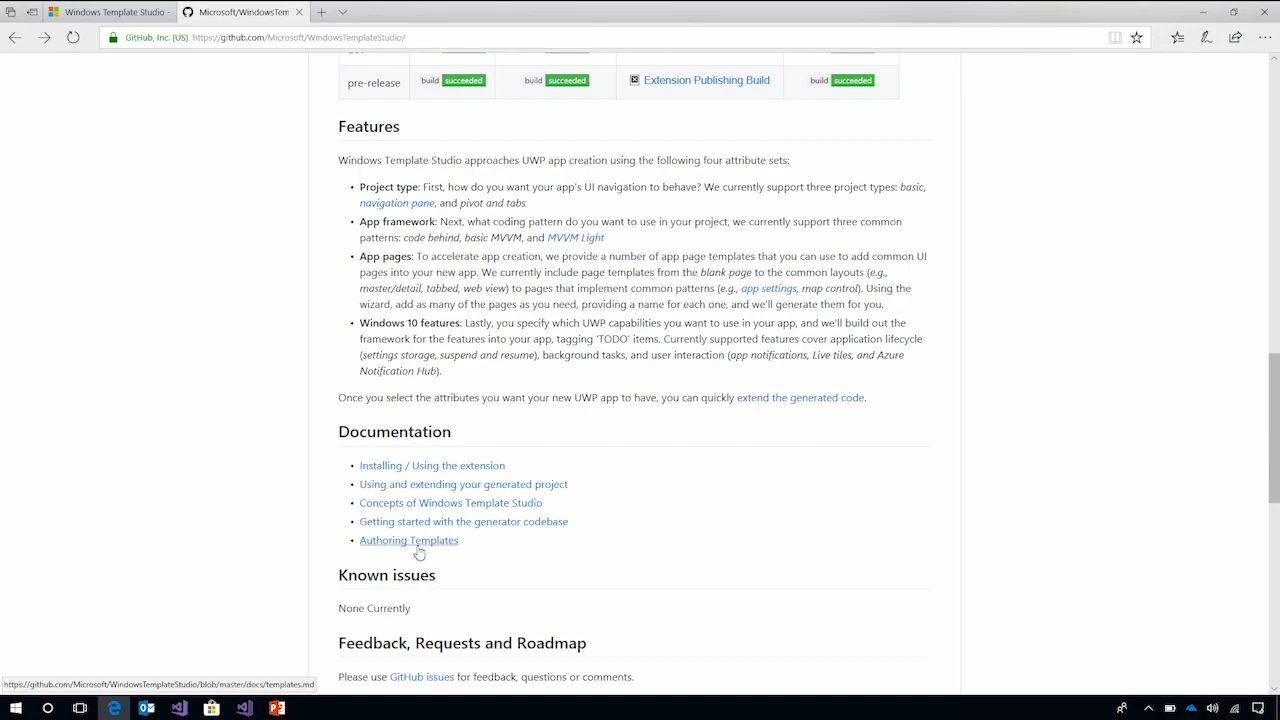 Windows Template Studio -
Microsoft/WindowsTem
GitHub, Inc. [US] https://github.com/Microsoft/WindowsTemplateStudio/
pre-release build succeeded build succeeded Extension Publishing Build build succeeded
Features
Windows Template Studio approaches UWP app creation using the following four attribute sets:
• Project type: First, how do you want your app's UI navigation to behave? We currently support three project types: basic,
navigation pane, and pivot and tabs
• App framework: Next, what coding pattern do you want to use in your project, we currently support three common
patterns: code behind, basic MVVM, and MVVM Light
• App pages: To accelerate app creation, we provide a number of app page templates that you can use to add common UI
pages into your new app. We currently include page templates from the blank page to the common layouts (e.g.,
master/detail, tabbed, web view) to pages that implement common patterns (e.g., app settings, map control). Using the
wizard, add as many of the pages as you need, providing a name for each one, and we'll generate them for you.
• Windows 10 features: Lastly, you specify which UWP capabilities you want to use in your app, and we'll build out the
framework for the features into your app, tagging 'TODO' items. Currently supported features cover application lifecycle
(settings storage, suspend and resume), background tasks, and user interaction (app notifications, Live tiles, and Azure
Notification Hub).
Once you select the attributes you want your new UWP app to have, you can quickly extend the generated code.
Documentation
• Installing / Using the extension
• Using and extending your generated project
• Concepts of Windows Template Studio
• Getting started with the generator codebase
• Authoring Templates
Known issues
None Currently
Feedback, Requests and Roadmap
Please use GitHub issues for feedback, questions or comments.
https://github.com/Microsoft/WindowsTemplateStudio/blob/master/docs/templates.md